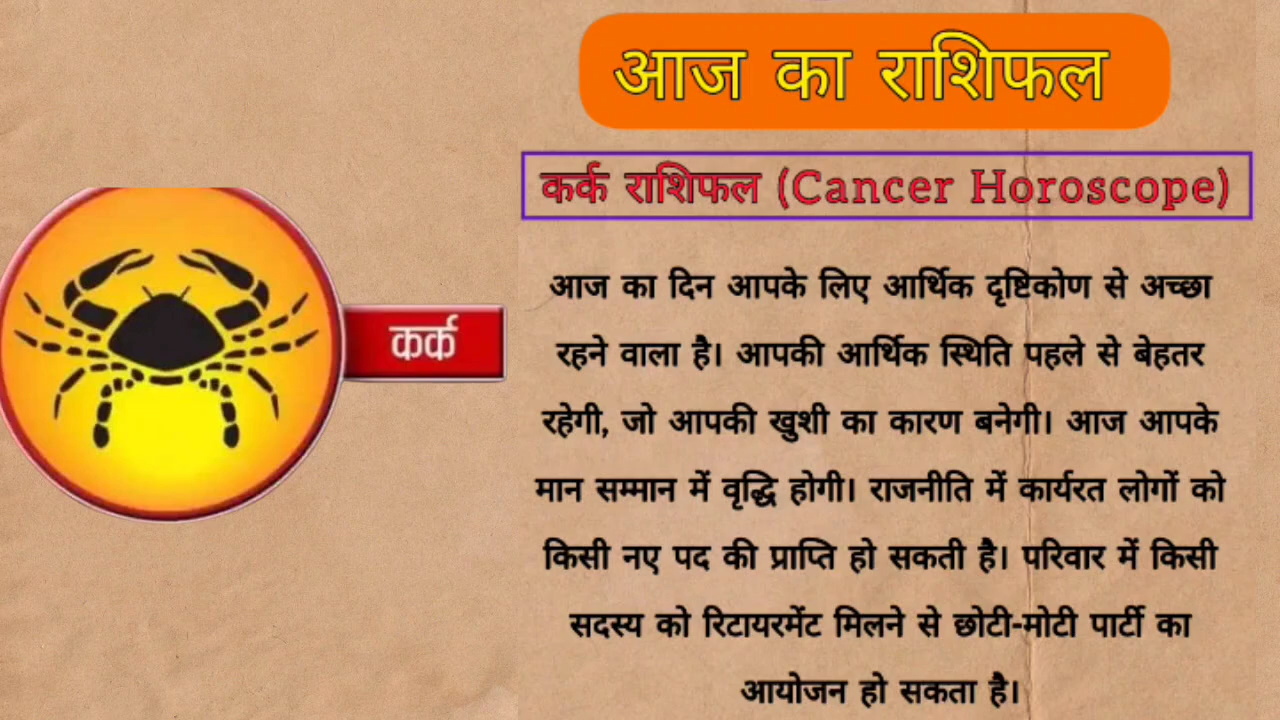 आज का राशिफल
कर्क राशिफल (Cancer Horoscope)
कर्क
आज का दिन आपके लिए आर्थिक दृष्टिकोण से अच्छा
रहने वाला है। आपकी आर्थिक स्थिति पहले से बेहतर
रहेगी, जो आपकी खुशी का कारण बनेगी। आज आपके
मान सम्मान में वृद्धि होगी। राजनीति में कार्यरत लोगों को
किसी नए पद की प्राप्ति हो सकती है। परिवार में किसी
सदस्य को रिटायरमेंट मिलने से छोटी-मोटी पार्टी का
आयोजन हो सकता है।